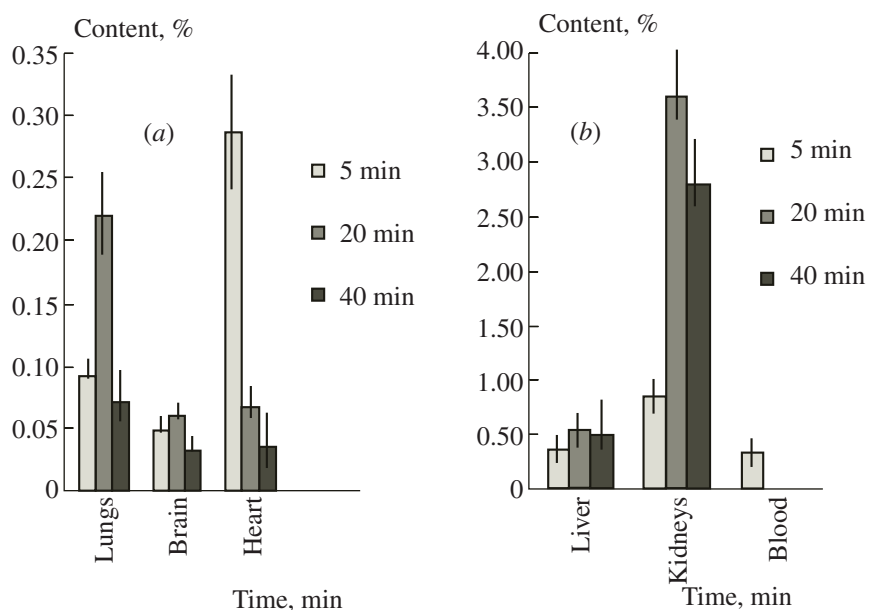 Content, %
0.35
0.30
0.25
0.20
0.15
0.10
0.05
0
(a)
5 min
20 min
40 min
Lungs
Brain
Heart
Time, min
Content, %
4.00
3.50
3.00
2.50
2.00
1.50
1.00
0.50
0
(b)
5 min
20 min
40 min
Liver
Kidneys
Blood
Time, min